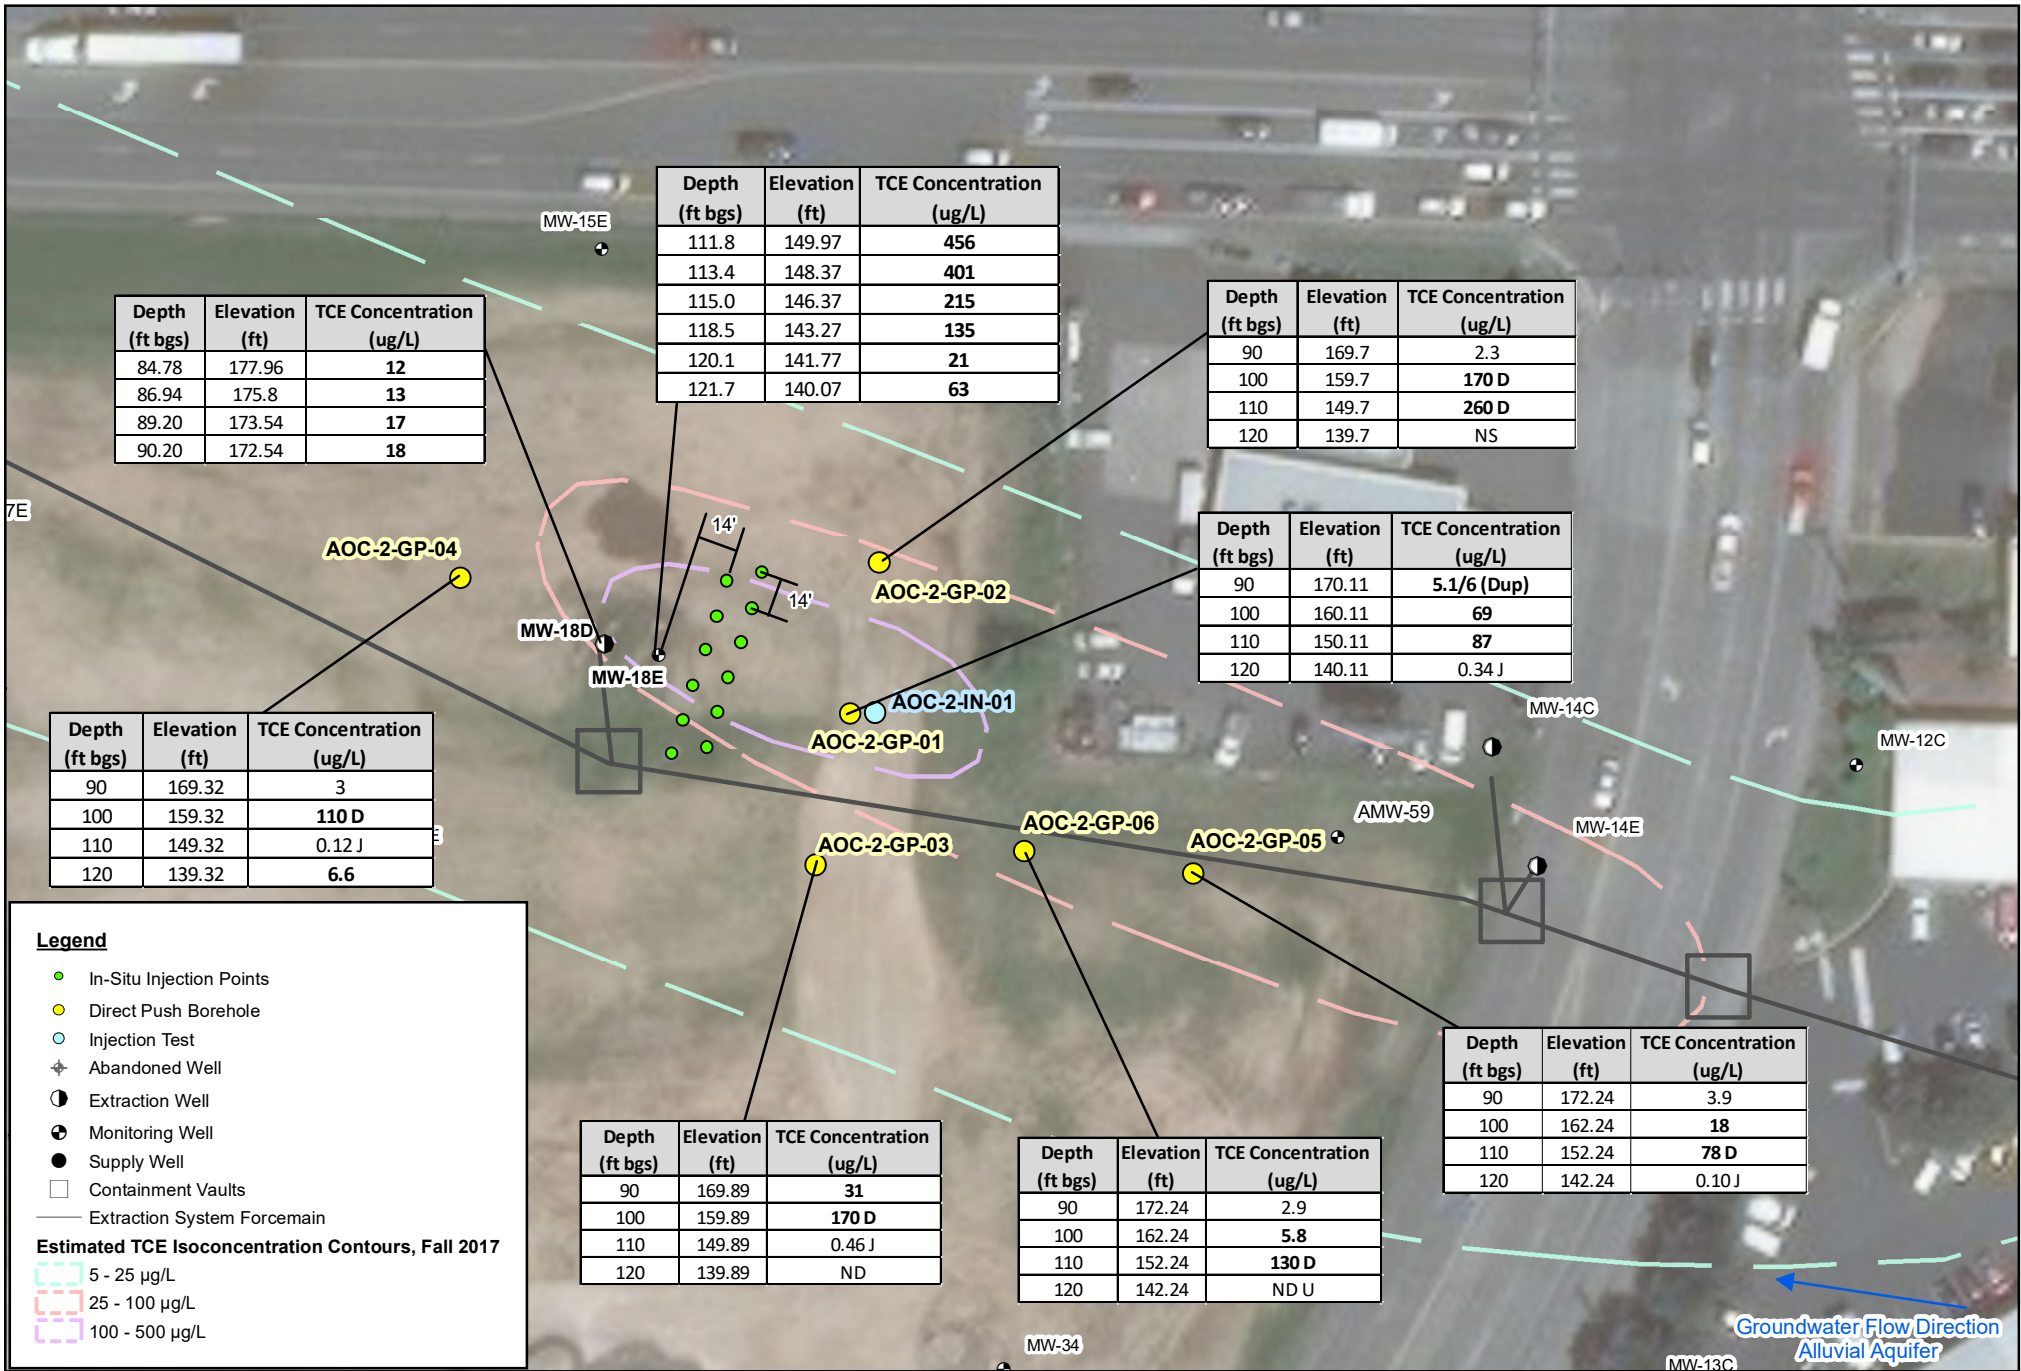 MW-15E
Depth Elevation TCE Concentration
(ft bgs) (ft) (ug/L)
111.8 149.97 456
113.4 148.37 401
115.0 146.37 215
118.5 143.27 135
120.1 141.77 21
121.7 140.07 63
Depth Elevation TCE Concentration
(ft bgs) (ft) (ug/L)
84.78 177.96 12
86.94 175.8 13
89.20 173.54 17
90.20 172.54 18
Depth Elevation TCE Concentration
(ft bgs) (ft) (ug/L)
90 169.7 2.3
100 159.7 170 D
110 149.7 260 D
120 139.7 NS
7E
AOC-2-GP-04
14'
14'
AOC-2-GP-02
MW-18D
MW-18E
AOC-2-IN-01
AOC-2-GP-01
Depth Elevation TCE Concentration
(ft bgs) (ft) (ug/L)
90 170.11 5.1/6 (Dup)
100 160.11 69
110 150.11 87
120 140.11 0.34 J
MW-14C
MW-12C
Depth Elevation TCE Concentration
(ft bgs) (ft) (ug/L)
90 169.32 3
100 159.32 110 D
110 149.32 0.12 J
120 139.32 6.6
E
AOC-2-GP-03
AOC-2-GP-06
AOC-2-GP-05
AMW-59
MW-14E
Legend
In-Situ Injection Points
Direct Push Borehole
Injection Test
Abandoned Well
Extraction Well
Monitoring Well
Supply Well
Containment Vaults
Extraction System Forcemain
Estimated TCE Isoconcentration Contours, Fall 2017
5 - 25 µg/L
25 - 100 µg/L
100 - 500 µg/L
Depth Elevation TCE Concentration
(ft bgs) (ft) (ug/L)
90 169.89 31
100 159.89 170 D
110 149.89 0.46 J
120 139.89 ND
Depth Elevation TCE Concentration
(ft bgs) (ft) (ug/L)
90 172.24 2.9
100 162.24 5.8
110 152.24 130 D
120 142.24 ND U
Depth Elevation TCE Concentration
(ft bgs) (ft) (ug/L)
90 172.24 3.9
100 162.24 18
110 152.24 78 D
120 142.24 0.10 J
Groundwater Flow Direction
Alluvial Aquifer
MW-34
MW-13C